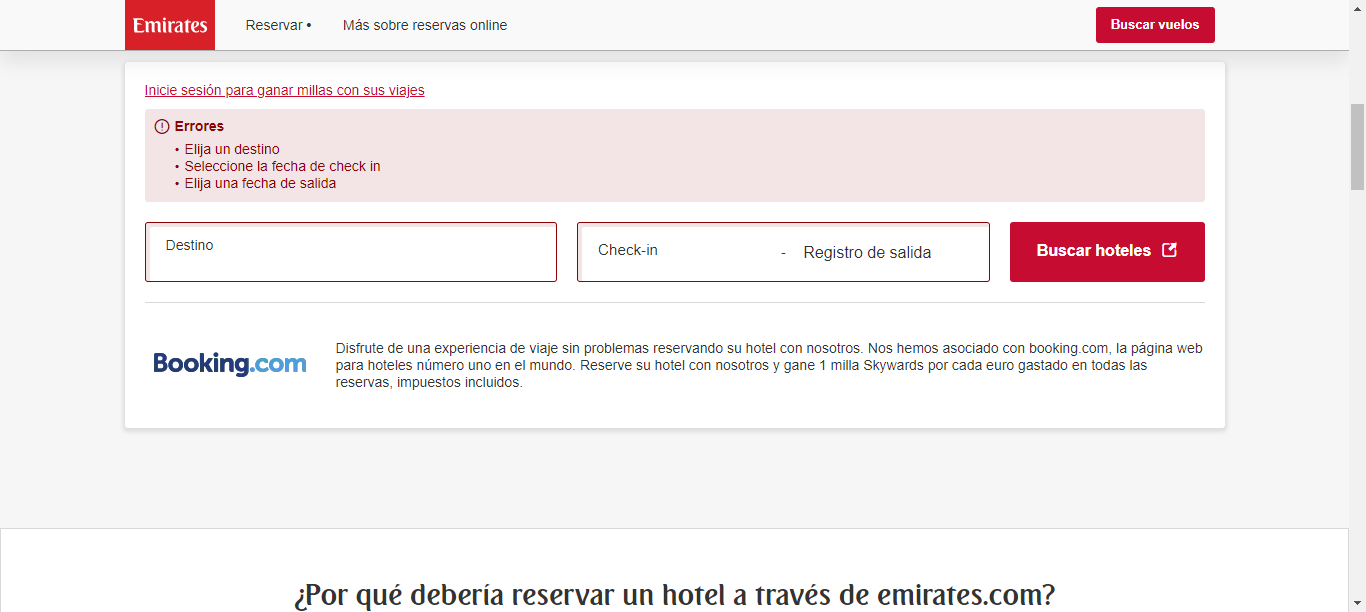 Emirates
Reservar •
Más sobre reservas online
Buscar vuelos
Inicie sesión para ganar millas con sus viajes
Errores
• Elija un destino
• Seleccione la fecha de check in
• Elija una fecha de salida
Destino
Check-in - Registro de salida
Buscar hoteles
Booking.com
Disfrute de una experiencia de viaje sin problemas reservando su hotel con nosotros. Nos hemos asociado con booking.com, la página web
para hoteles número uno en el mundo. Reserve su hotel con nosotros y gane 1 milla Skywards por cada euro gastado en todas las
reservas, impuestos incluidos.
¿Por qué debería reservar un hotel a través de emirates.com?